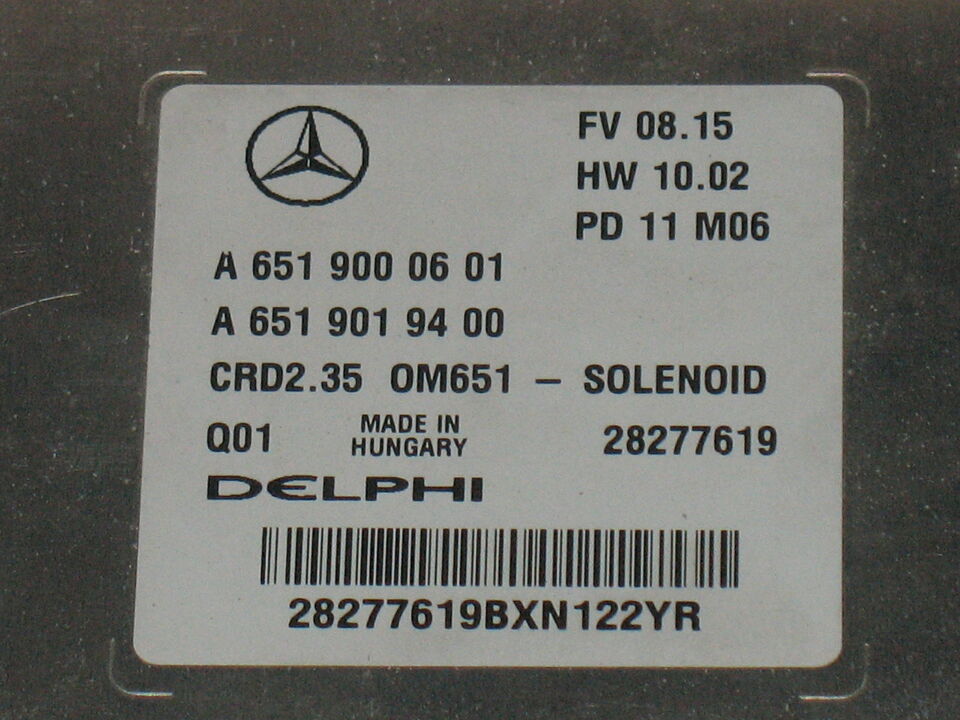 FV 08.15
HW 10.02
PD 11 M06
A 651 900 06 01
A 651 901 94 00
CRD2.35 OM651 – SOLENOID
Q01 MADE IN HUNGARY 28277619
DELPHI
28277619BXN122YR